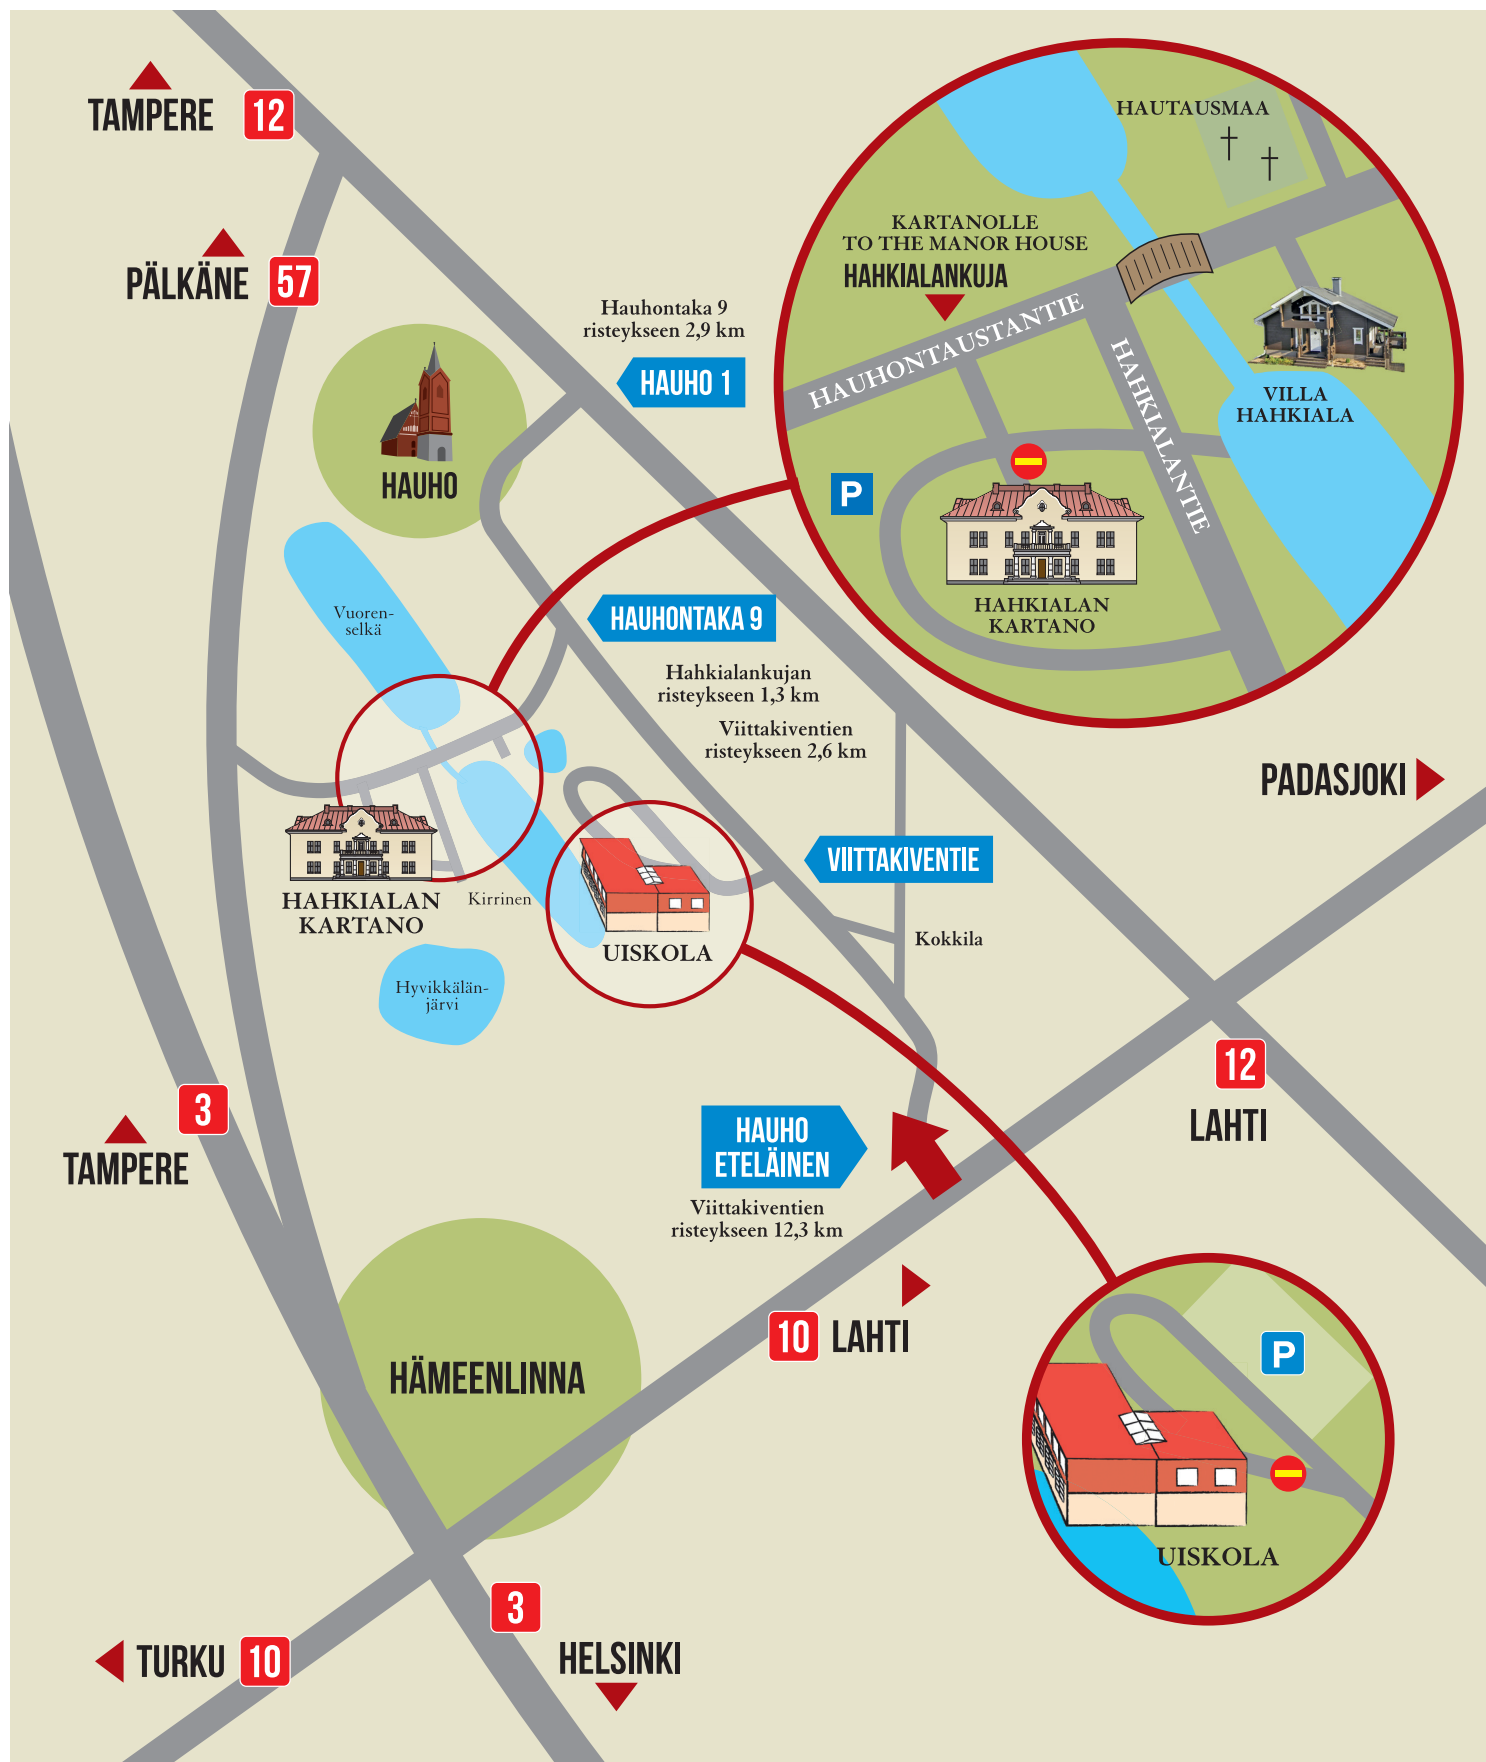 TAMPERE
12
PÄLKÄNE
57
Hauhontaka 9
risteykseen 2,9 km
HAUHO 1
HAUHO
HAUTAUSMAA
KARTANOLLE
TO THE MANOR HOUSE
HAHKIALANKUJA
HAUHONTAUSTANTIE
HAHKIALANTIE
VILLA
HAHKIALA
P
HAHKIALAN
KARTANO
Vuoren-
selkä
HAUHONTAKA 9
Hahkialankujan
risteykseen 1,3 km
Viittakiventien
risteykseen 2,6 km
PADASJOKI
VIITTAKIVENTIE
HAHKIALAN
KARTANO
Kirrinen
UISKOLA
Kokkila
Hyvikkälän-
järvi
3
TAMPERE
12
LAHTI
HAUHO
ETELÄINEN
Viittakiventien
risteykseen 12,3 km
10
LAHTI
HÄMEENLINNA
P
UISKOLA
3
HELSINKI
TURKU
10